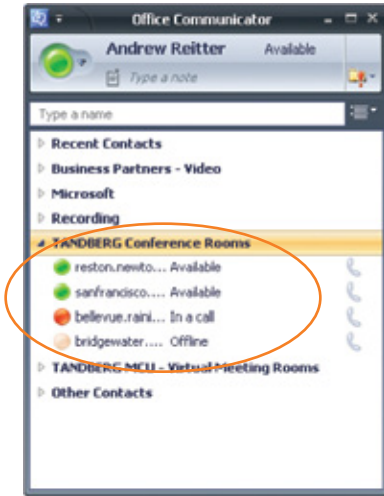 Office Communicator
Andrew Reitter Available
Type a note
Type a name
Recent Contacts
Business Partners - Video
Microsoft
Recording
TANDBERG Conference Rooms
reston.newto... Available
sanfrancisco.... Available
bellevue.raini... In a call
bridgewater.... Offline
TANDBERG MCU - Virtual Meeting Rooms
Other Contacts